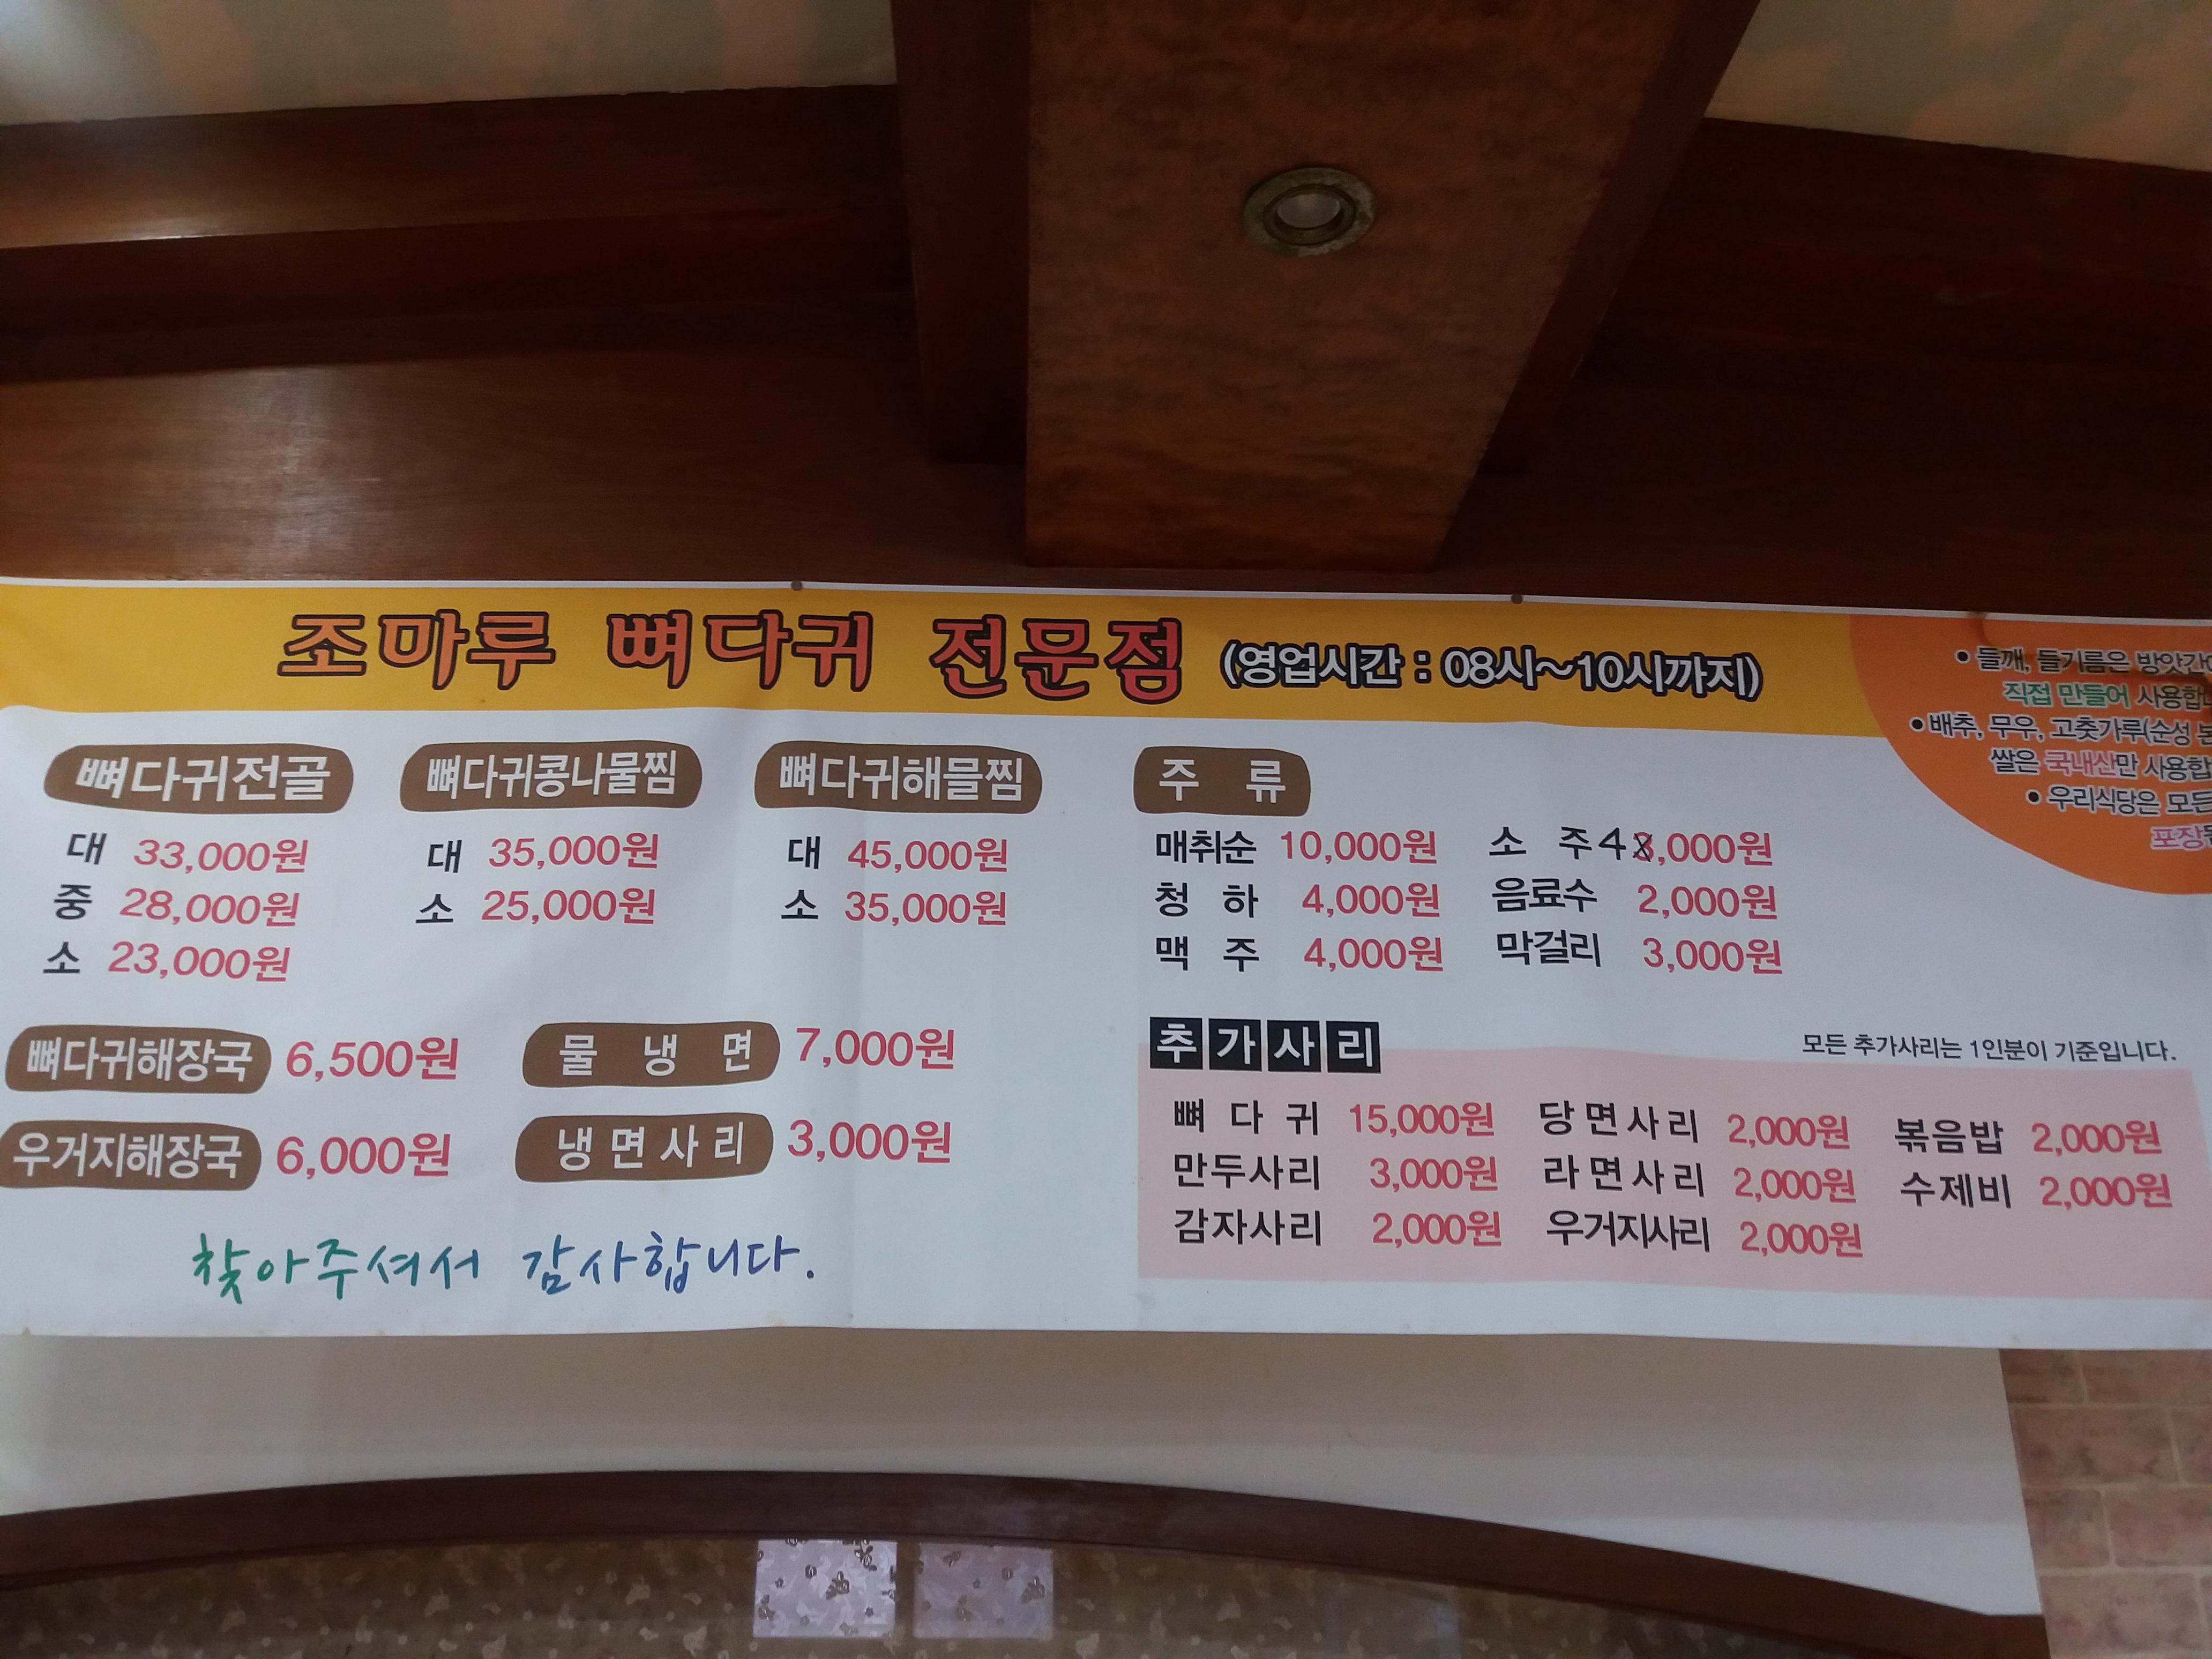 조마루 뼈다귀 전문점 (영업시간 : 08시~10시까지)
• 들깨, 들기름은 방앗간
직접 만들어 사용합
• 배추, 무우, 고춧가루(순성
쌀은 국내산만 사용합
• 우리식당은 모든
포장
뼈다귀전골
대 33,000원
중 28,000원
소 23,000원
뼈다귀콩나물찜
대 35,000원
소 25,000원
뼈다귀해물찜
대 45,000원
소 35,000원
뼈다귀해장국 6,500원
우거지해장국 6,000원
물 냉 면 7,000원
냉면사리 3,000원
찾아주셔서 감사합니다.
주 류
매취순 10,000원 소 주 4 3,000원
청 하 4,000원 음료수 2,000원
맥 주 4,000원 막걸리 3,000원
추가사리
모든 추가사리는 1인분이 기준입니다.
뼈 다 귀 15,000원 당면사리 2,000원 볶음밥 2,000원
만두사리 3,000원 라면사리 2,000원 수제비 2,000원
감자사리 2,000원 우거지사리 2,000원